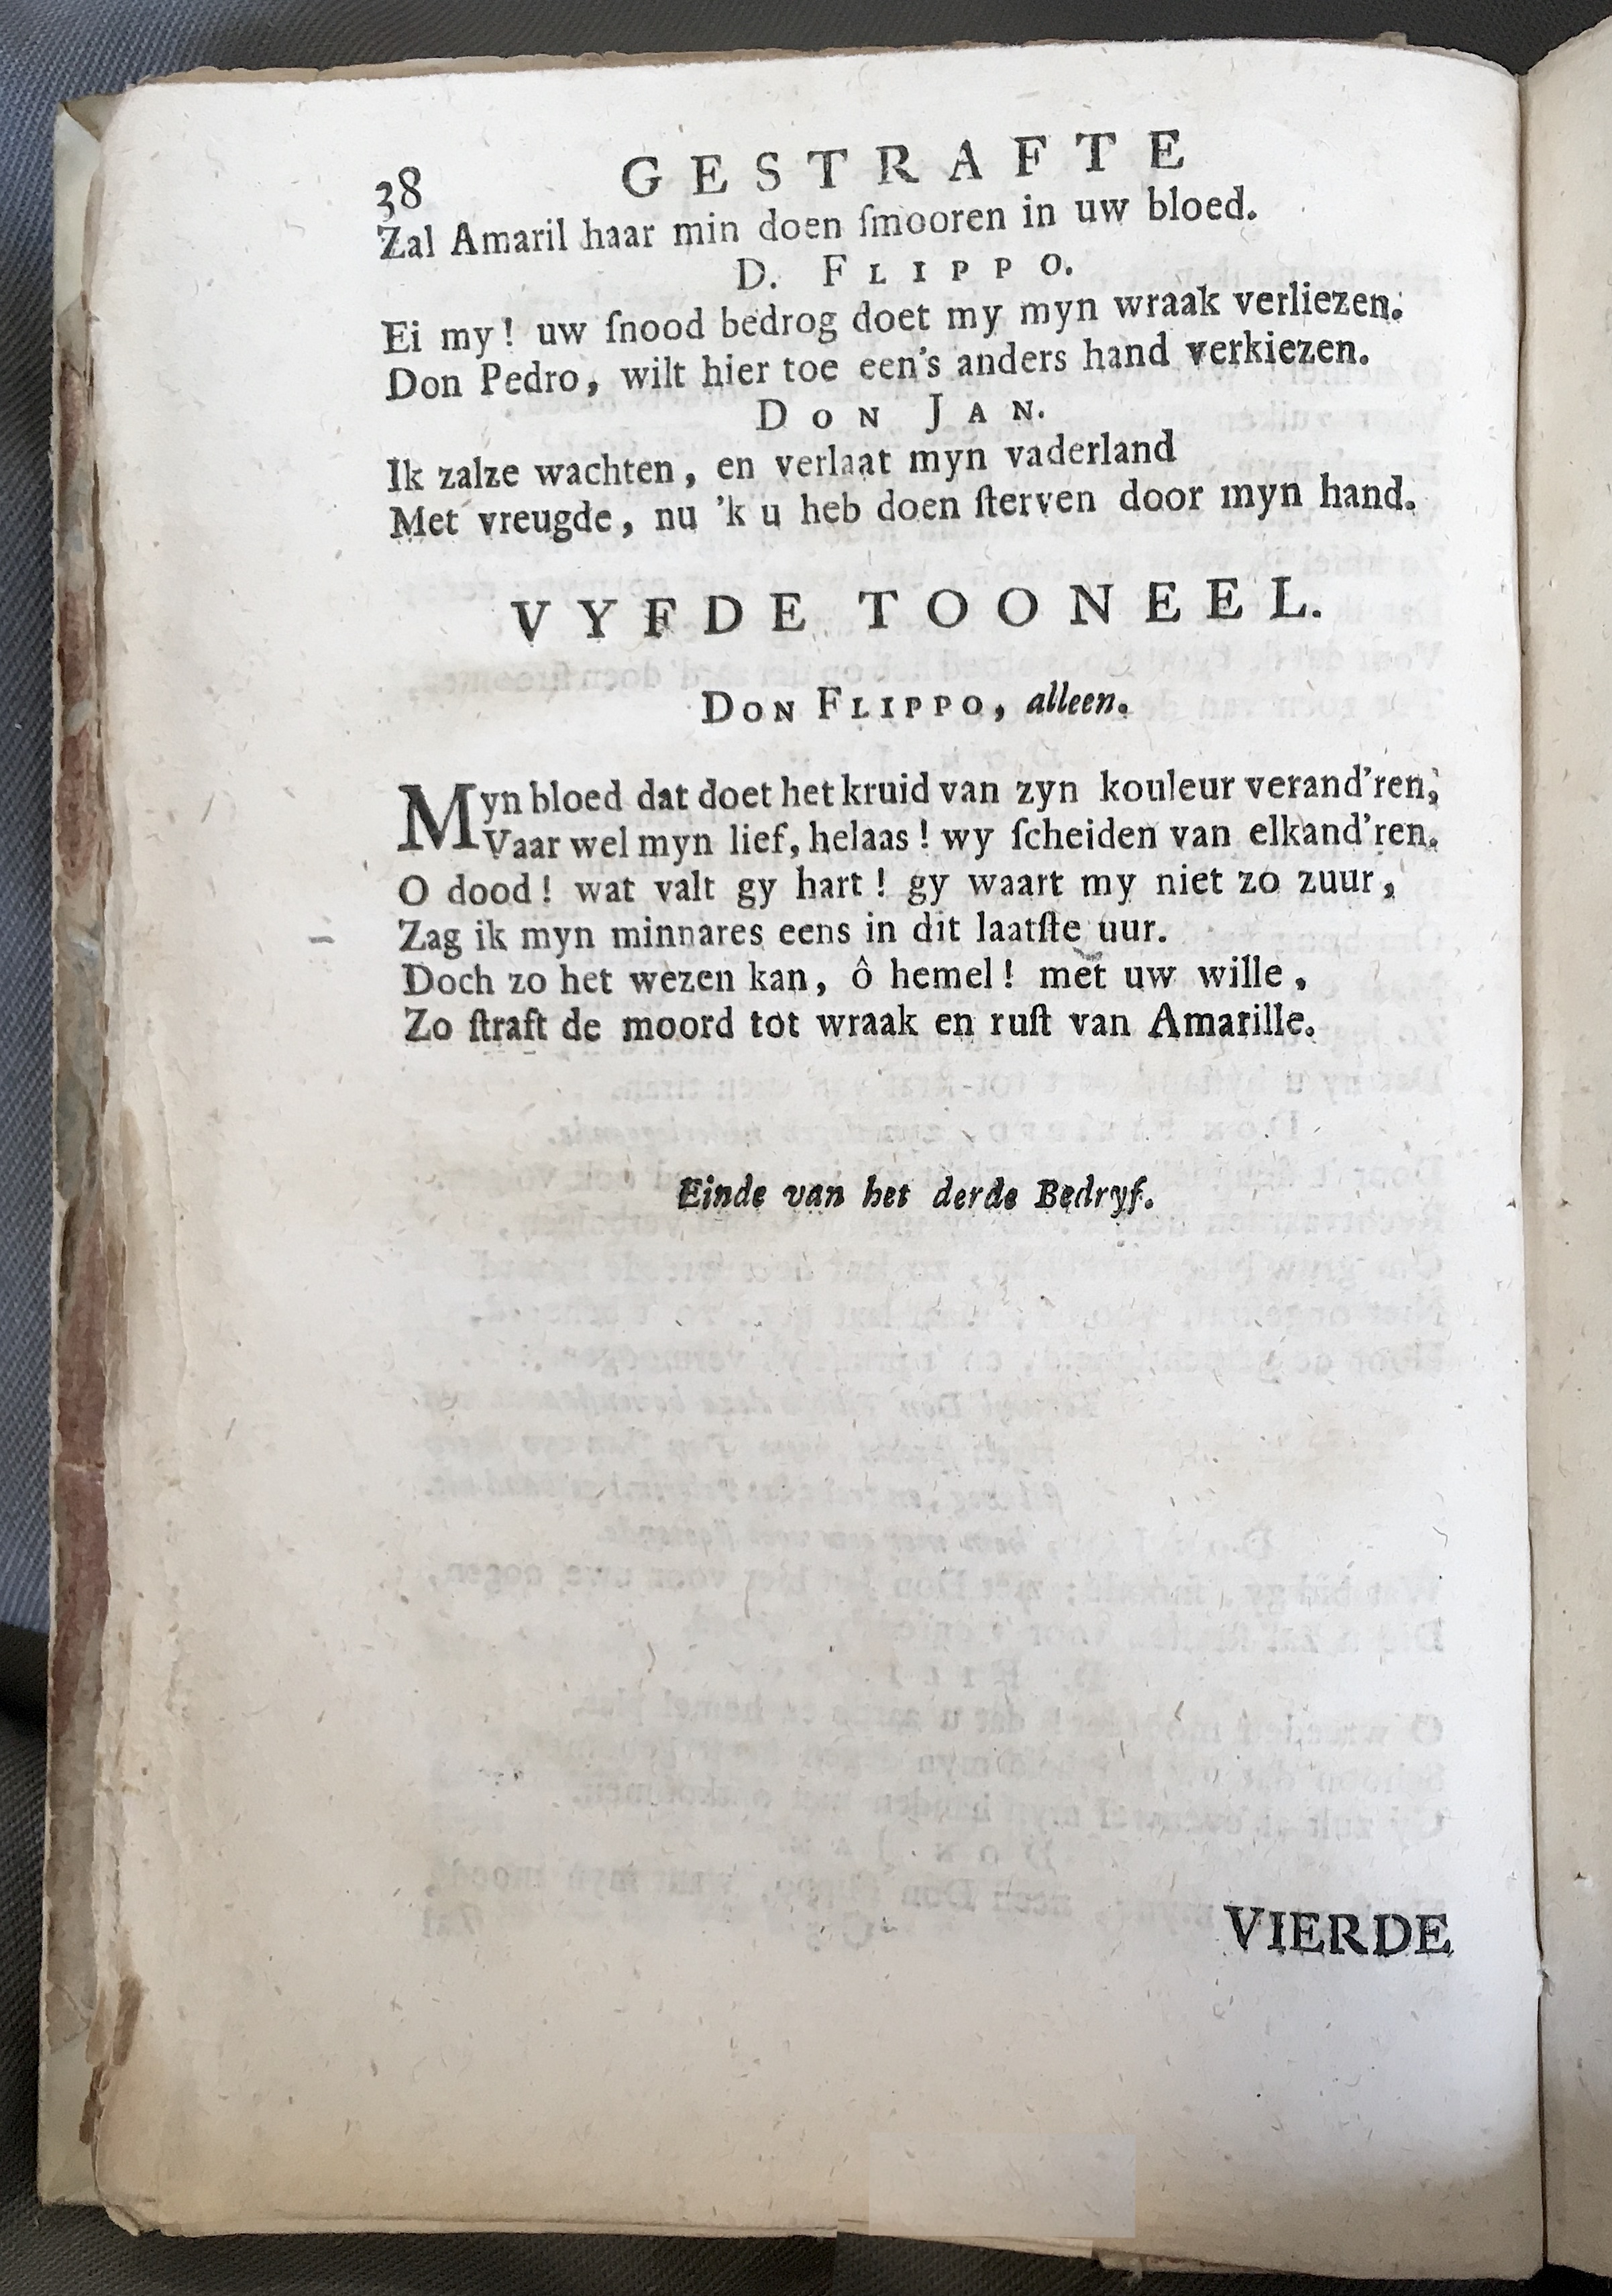 38 GESTRAFTE
Zal Amaril haar min doen ſmooren in uw bloed.
D. FLIPPO.
Ei my! uw ſnood bedrog doet my myn wraak verliezen.
Don Pedro, wilt hier toe een's anders hand verkiezen.
DON JAN.
Ik zalze wachten, en verlaat myn vaderland
Met vreugde, nu 'k u heb doen ſterven door myn hand.
VYFDE TOONEEL.
DON FLIPPO, alleen.
Myn bloed dat doet het kruid van zyn kouleur verand'ren,
Vaar wel myn lief, helaas! wy ſcheiden van elkand'ren.
O dood! wat valt gy hart! gy waart my niet zo zuur,
Zag ik myn minnares eens in dit laatſte uur.
Doch zo het wezen kan, ô hemel! met uw wille,
Zo ſtraft de moord tot wraak en ruſt van Amarille.
Einde van het derde Bedryf.
VIERDE